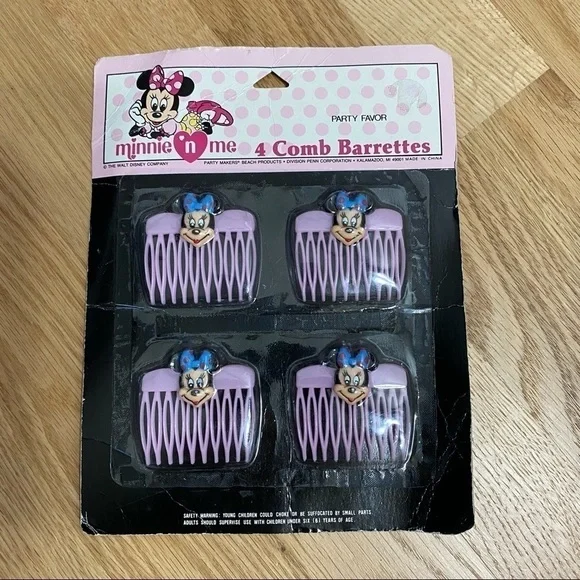 PARTY FAVOR
minnie 'n me
4 Comb Barrettes
© THE WALT DISNEY COMPANY
PARTY MAKERS® BEACH PRODUCTS • DIVISION PENN CORPORATION • KALAMAZOO, MI 49001 MADE IN CHINA
SAFETY WARNING: YOUNG CHILDREN COULD CHOKE OR BE SUFFOCATED BY SMALL PARTS
ADULTS SHOULD SUPERVISE USE WITH CHILDREN UNDER SIX (6) YEARS OF AGE.